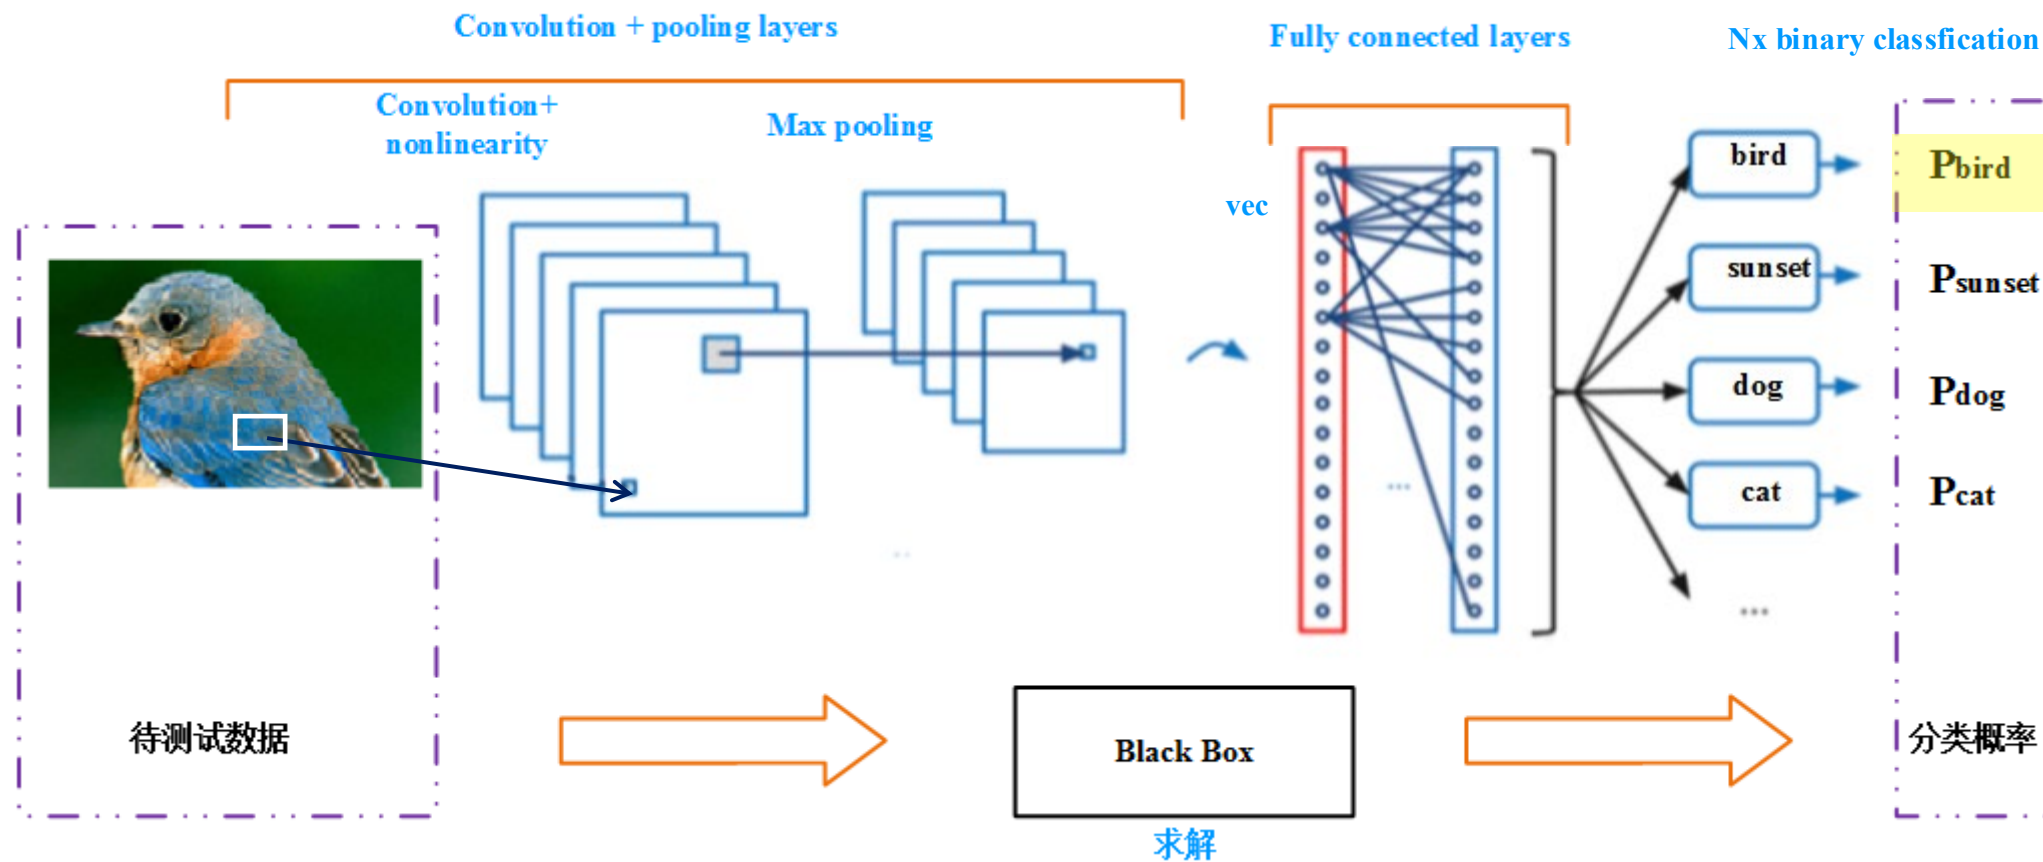 Convolution + pooling layers
Fully connected layers
Nx binary classfication
Convolution+
nonlinearity
Max pooling
vec
bird
Pbird
sunset
Psunset
dog
Pdog
...
cat
Pcat
..
...
待测试数据
Black Box
分类概率
求解